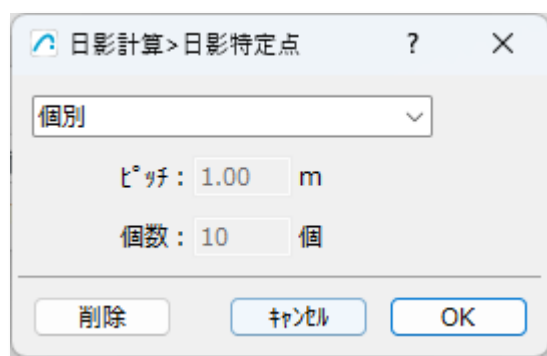 日影計算>日影特定点 ? ×
個別
ﾋﾟｯﾁ : 1.00 m
個数 : 10 個
削除 ｷｬﾝｾﾙ OK